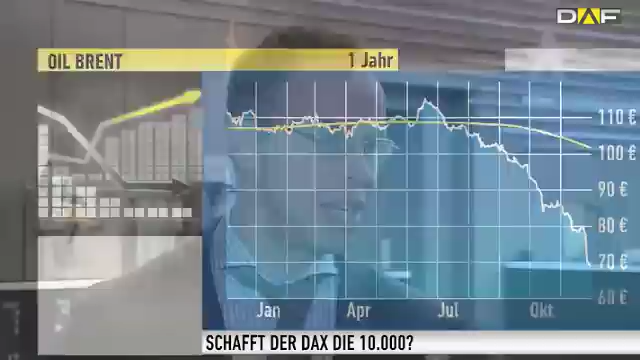 DAF
OIL BRENT
1 Jahr
110 €
100 €
90 €
80 €
70 €
60 €
Jan
Apr
Jul
Okt
SCHAFFT DER DAX DIE 10.000?